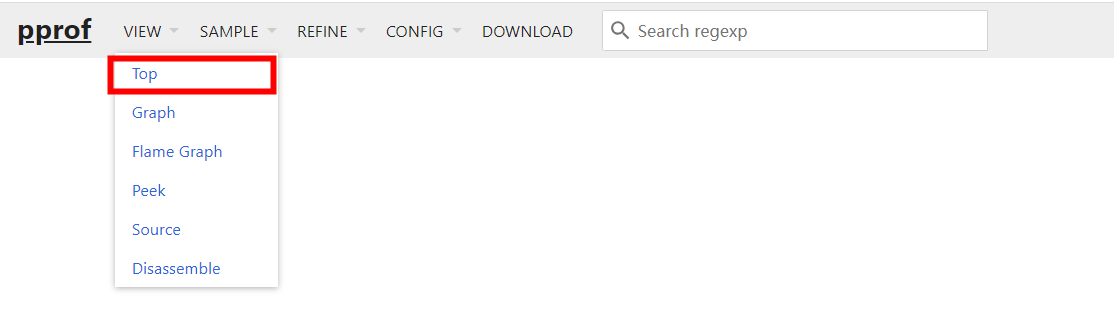 pprof VIEW SAMPLE REFINE CONFIG DOWNLOAD Search regexp
Top
Graph
Flame Graph
Peek
Source
Disassemble